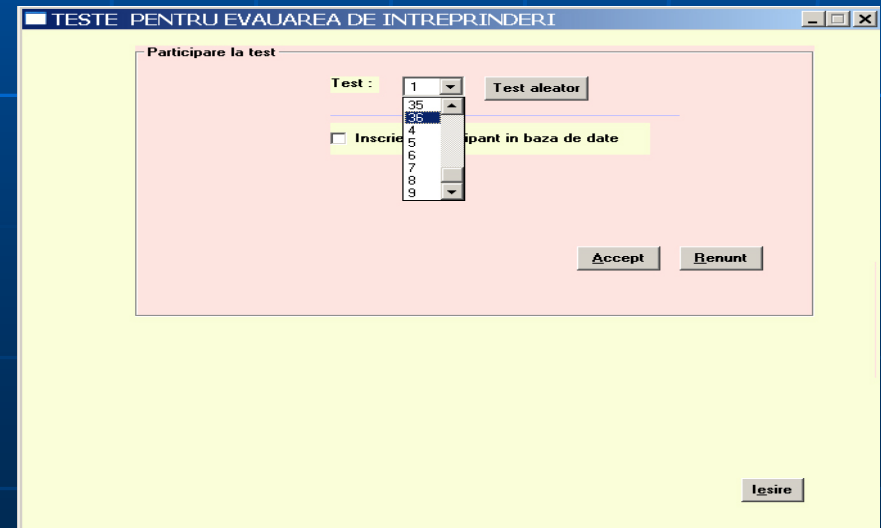 TESTE PENTRU EVAUAREA DE INTREPRINDERI
Participare la test
Test :
1
Test aleator
35
36
4
5
6
7
8
9
Inscrie ipant in baza de date
Accept
Renunt
Iesire